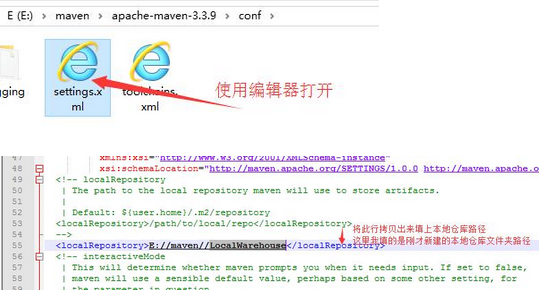 E (E:) > maven > apache-maven-3.3.9 > conf >
gging
settings.x
ml
toolchains.
xml
使用编辑器打开
47 xmlns:xsi="http://www.w3.org/2001/XMLSchema-instance"
48 xsi:schemaLocation="http://maven.apache.org/SETTINGS/1.0.0 http://maven.apache.o
49 <!-- localRepository
50 | The path to the local repository maven will use to store artifacts.
51 |
52 | Default: ${user.home}/.m2/repository
53 <localRepository>/path/to/local/repo</localRepository>
将此行拷贝出来填上本地仓库路径
54 -->
这里我填的是刚才新建的本地仓库文件夹路径
55 <localRepository>E://maven//LocalWarehouse</localRepository>
56 <!-- interactiveMode
57 | This will determine whether maven prompts you when it needs input. If set to false,
58 | maven will use a sensible default value, perhaps based on some other setting, for
| the parameter in question.